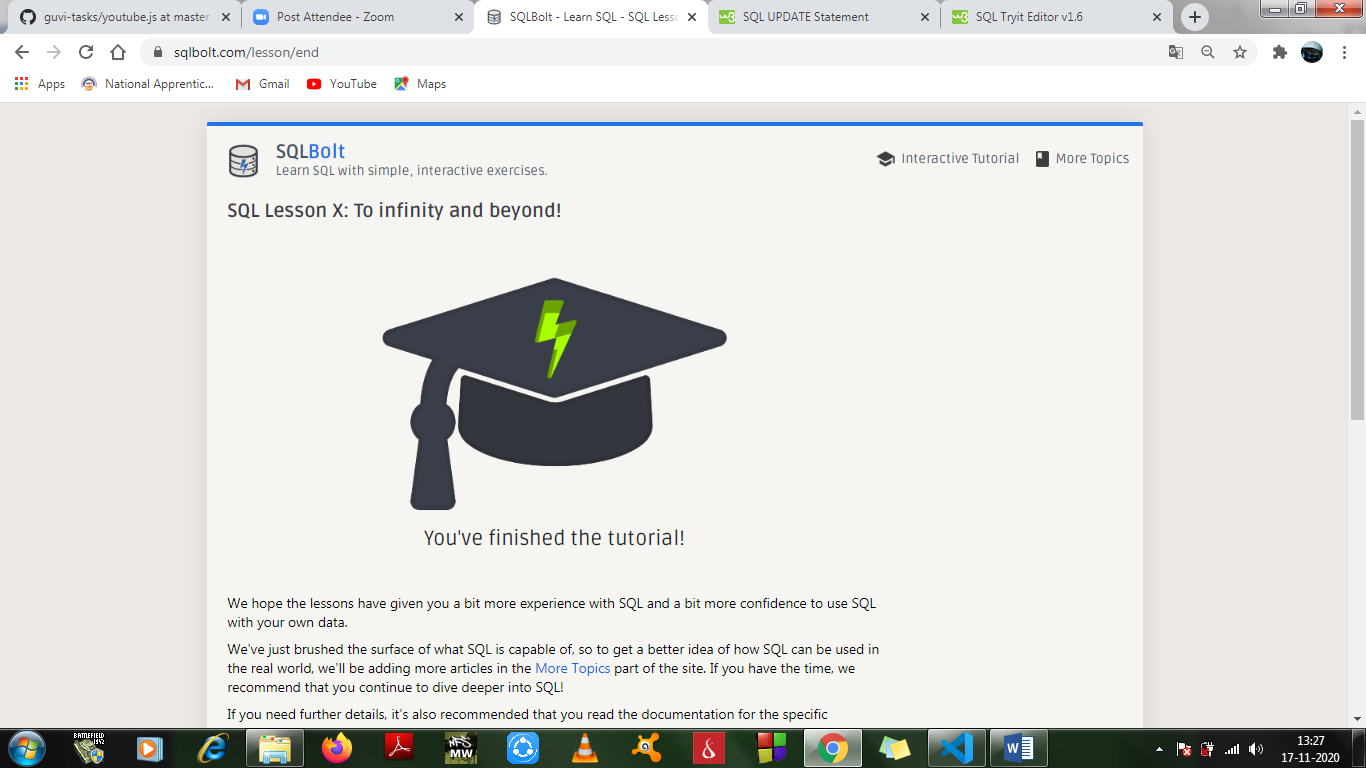 guvi-tasks/youtube.js at master
Post Attendee - Zoom
SQLBolt - Learn SQL - SQL Less
SQL UPDATE Statement
SQL Tryit Editor v1.6
sqlbolt.com/lesson/end
Apps
National Apprentic...
Gmail
YouTube
Maps
SQLBolt
Learn SQL with simple, interactive exercises.
Interactive Tutorial
More Topics
SQL Lesson X: To infinity and beyond!
You've finished the tutorial!
We hope the lessons have given you a bit more experience with SQL and a bit more confidence to use SQL
with your own data.
We've just brushed the surface of what SQL is capable of, so to get a better idea of how SQL can be used in
the real world, we'll be adding more articles in the More Topics part of the site. If you have the time, we
recommend that you continue to dive deeper into SQL!
If you need further details, it's also recommended that you read the documentation for the specific
BATTLEFIELD
1942
NFS
MW
13:27
17-11-2020